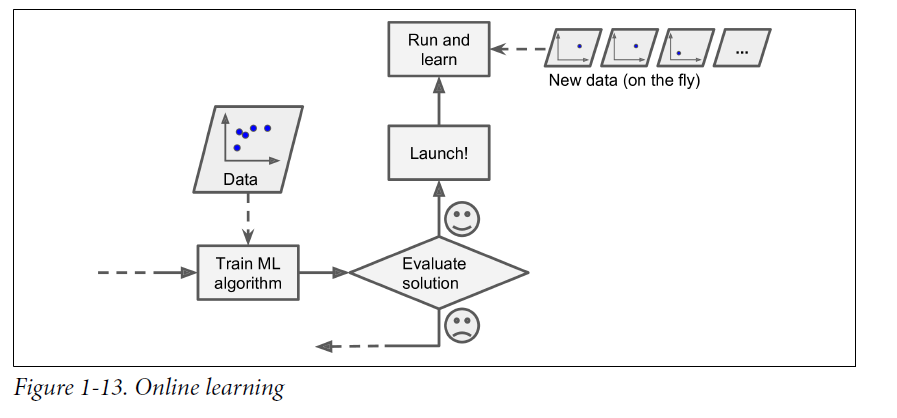 Run and
learn
...
New data (on the fly)
Launch!
Data
Train ML
algorithm
Evaluate
solution
Figure 1-13. Online learning